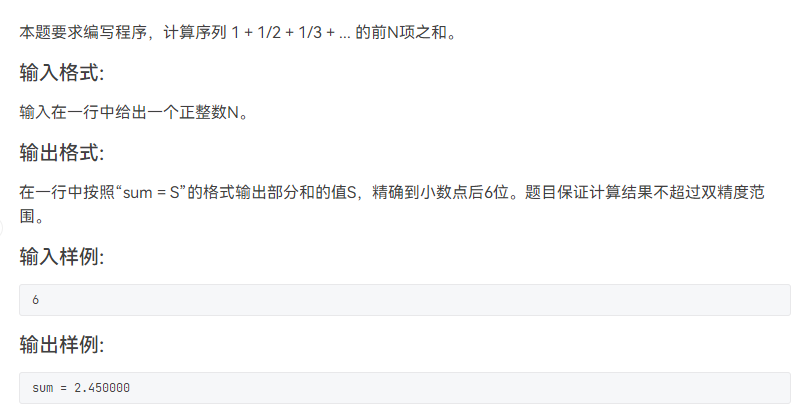 本题要求编写程序，计算序列 1 + 1/2 + 1/3 + ... 的前N项之和。
输入格式:
输入在一行中给出一个正整数N。
输出格式:
在一行中按照“sum = S”的格式输出部分和的值S，精确到小数点后6位。题目保证计算结果不超过双精度范
围。
输入样例:
6
输出样例:
sum = 2.450000